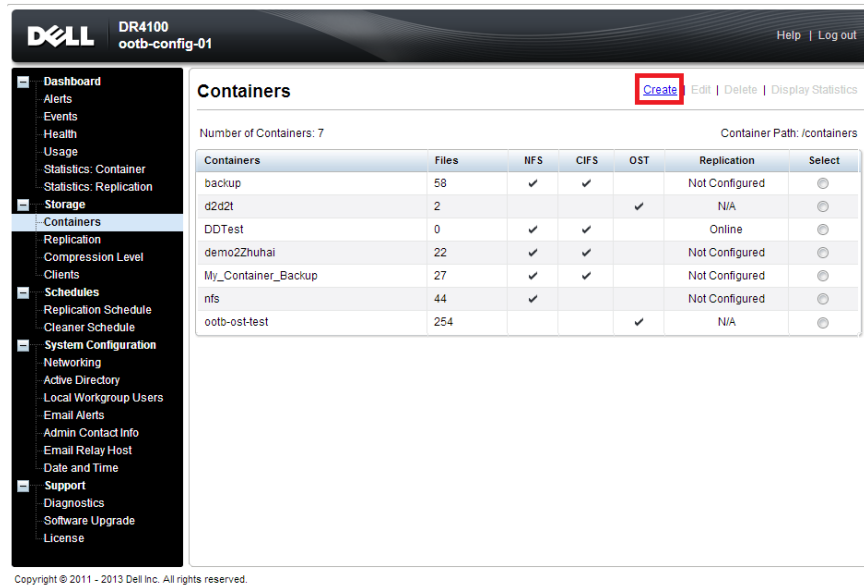 DELL DR4100
ootb-config-01
Help | Log out
Dashboard
Alerts
Events
Health
Usage
Statistics: Container
Statistics: Replication
Storage
Containers
Replication
Compression Level
Clients
Schedules
Replication Schedule
Cleaner Schedule
System Configuration
Networking
Active Directory
Local Workgroup Users
Email Alerts
Admin Contact Info
Email Relay Host
Date and Time
Support
Diagnostics
Software Upgrade
License
Containers
Create | Edit | Delete | Display Statistics
Number of Containers: 7 Container Path: /containers
Containers Files NFS CIFS OST Replication Select
backup 58 ✔ ✔ Not Configured
d2d2t 2 ✔ N/A
DDTest 0 ✔ ✔ Online
demo2Zhuhai 22 ✔ ✔ Not Configured
My_Container_Backup 27 ✔ ✔ Not Configured
nfs 44 ✔ Not Configured
ootb-ost-test 254 ✔ N/A
Copyright © 2011 - 2013 Dell Inc. All rights reserved.